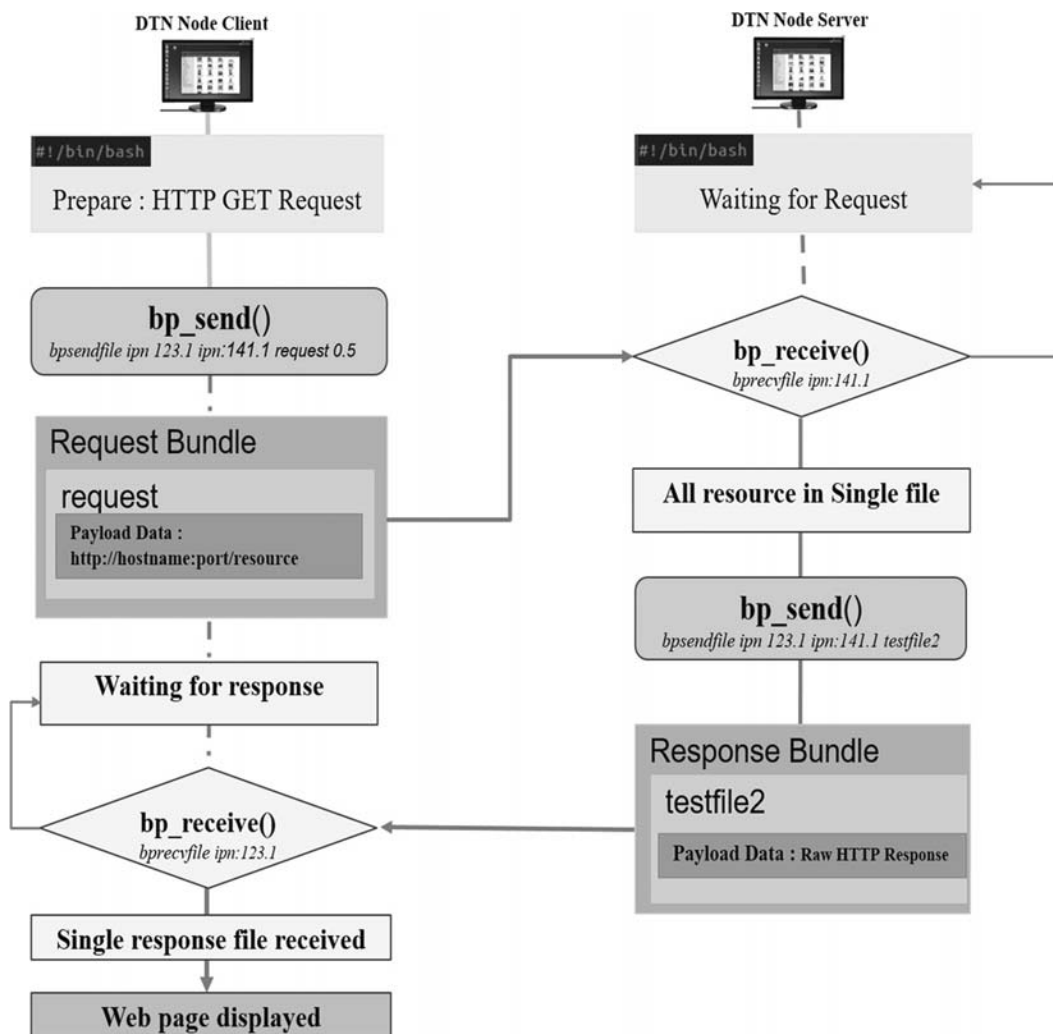 DTN Node Client
#!/bin/bash
Prepare : HTTP GET Request
bp_send()
bpsendfile ipn 123.1 ipn:141.1 request 0.5
Request Bundle
request
Payload Data :
http://hostname:port/resource
Waiting for response
bp_receive()
bprecvfile ipn:123.1
Single response file received
Web page displayed
DTN Node Server
#!/bin/bash
Waiting for Request
bp_receive()
bprecvfile ipn:141.1
All resource in Single file
bp_send()
bpsendfile ipn 123.1 ipn:141.1 testfile2
Response Bundle
testfile2
Payload Data : Raw HTTP Response